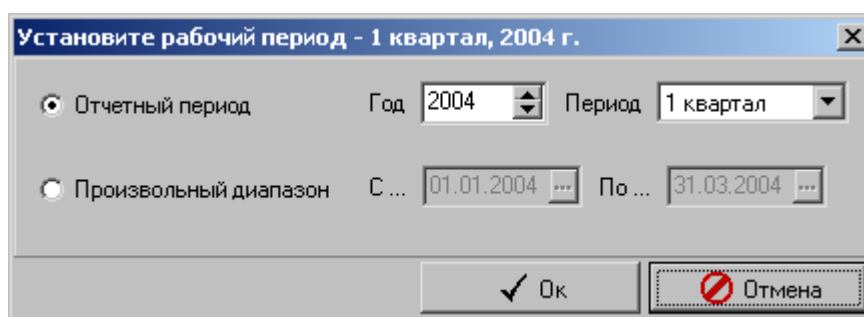 Установите рабочий период - 1 квартал, 2004 г.
Отчетный период Год 2004 Период 1 квартал
Произвольный диапазон С ... 01.01.2004 ... По ... 31.03.2004 ...
Ок Отмена